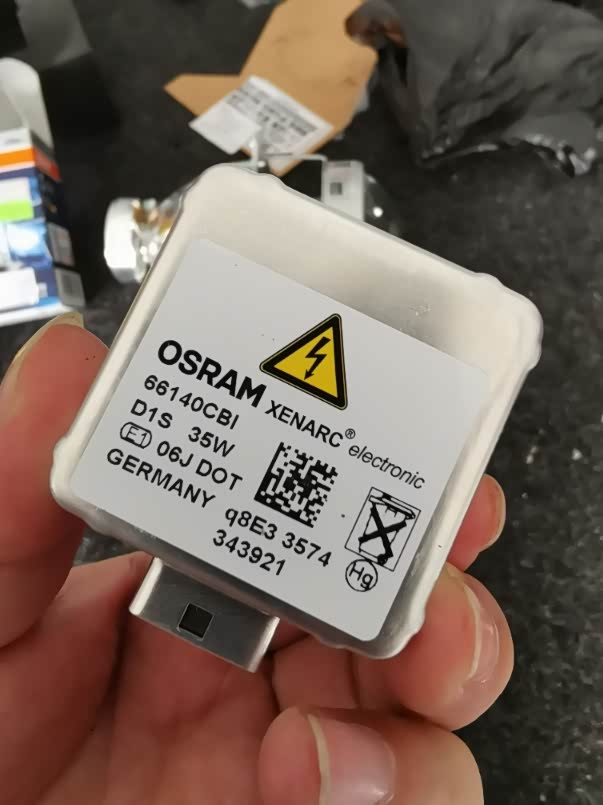 OSRAM XENARC® electronic
66140CBI
D1S 35W
E1 06J DOT
GERMANY q8E3 3574
343921
Hg